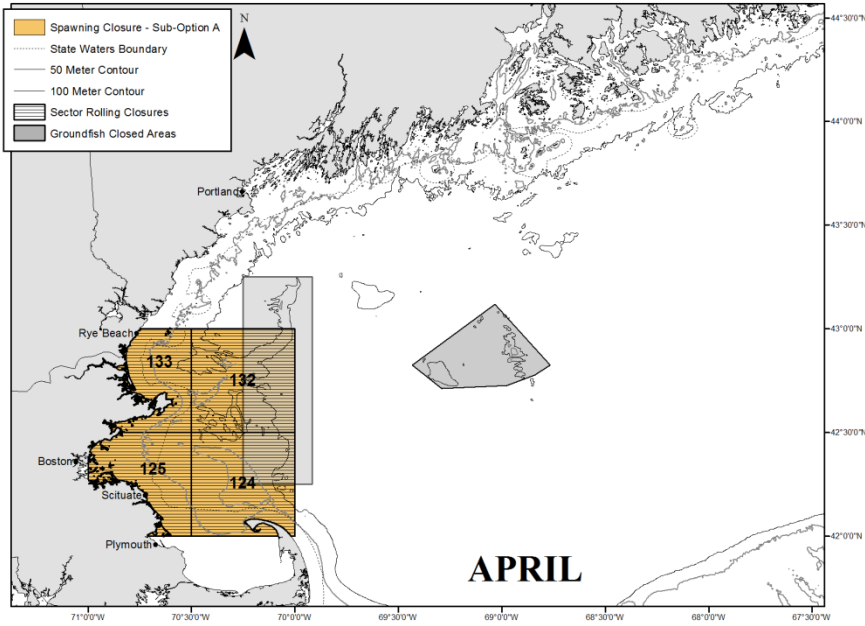 Spawning Closure - Sub-Option A
State Waters Boundary
50 Meter Contour
100 Meter Contour
Sector Rolling Closures
Groundfish Closed Areas
N
44°30'0"N
44°0'0"N
43°30'0"N
43°0'0"N
42°30'0"N
42°0'0"N
Portland
Rye Beach
133
132
Boston
125
124
Scituate
Plymouth
APRIL
71°0'0"W
70°30'0"W
70°0'0"W
69°30'0"W
69°0'0"W
68°30'0"W
68°0'0"W
67°30'0"W